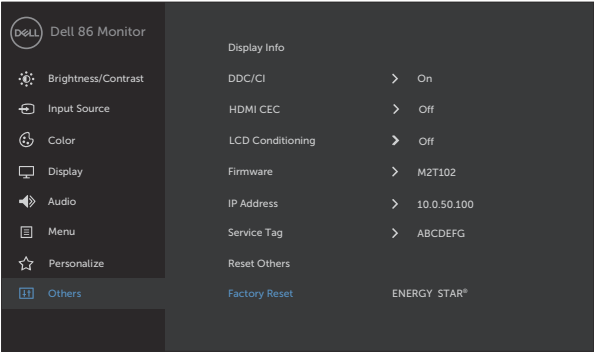 DELL Dell 86 Monitor
Display Info
Brightness/Contrast DDC/CI On
Input Source HDMI CEC Off
Color LCD Conditioning Off
Display Firmware M2T102
Audio IP Address 10.0.50.100
Menu Service Tag ABCDEFG
Personalize Reset Others
Others Factory Reset ENERGY STAR®